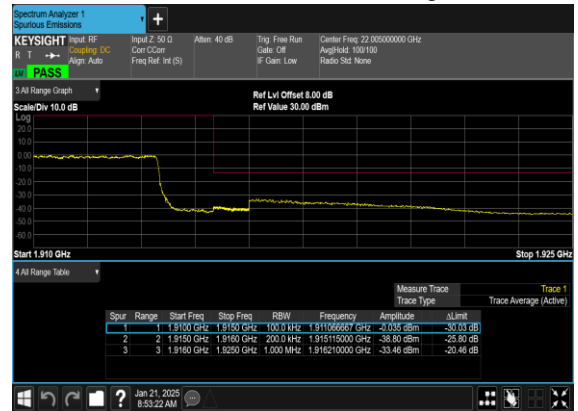 Spectrum Analyzer 1
Spurious Emissions
KEYSIGHT Input: RF Input Z: 50 Ω Atten: 40 dB Trig: Free Run Center Freq: 22.005000000 GHz
R T Coupling: DC Corr CCorr Gate: Off Avg|Hold: 100/100
Align: Auto Freq Ref: Int (S) IF Gain: Low Radio Std: None
PASS
3 All Range Graph
Ref Lvl Offset 8.00 dB
Scale/Div 10.0 dB Ref Value 30.00 dBm
Log
20.0
10.0
0.00
-10.0
-20.0
-30.0
-40.0
-50.0
-60.0
Start 1.910 GHz Stop 1.925 GHz
4 All Range Table
Measure Trace Trace 1
Trace Type Trace Average (Active)
Spur Range Start Freq Stop Freq RBW Frequency Amplitude ΔLimit
1 1 1.9100 GHz 1.9150 GHz 100.0 kHz 1.911066667 GHz -0.035 dBm -30.03 dB
2 2 1.9150 GHz 1.9160 GHz 200.0 kHz 1.915115000 GHz -38.80 dBm -25.80 dB
3 3 1.9160 GHz 1.9250 GHz 1.000 MHz 1.916210000 GHz -33.46 dBm -20.46 dB
? Jan 21, 2025
8:53:22 AM